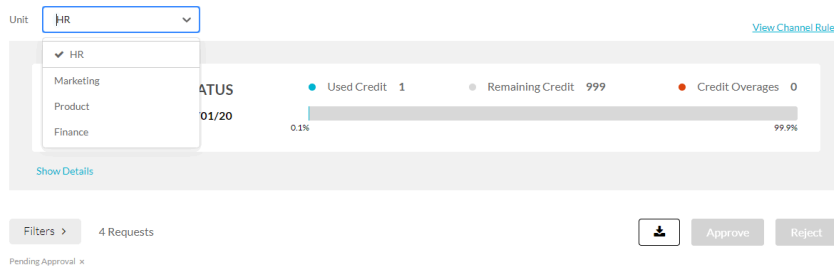 Unit HR
View Channel Rule
HR
Marketing
Product
Finance
ATUS
01/20
Used Credit 1 Remaining Credit 999 Credit Overages 0
0.1% 99.9%
Show Details
Filters > 4 Requests Approve Reject
Pending Approval ×